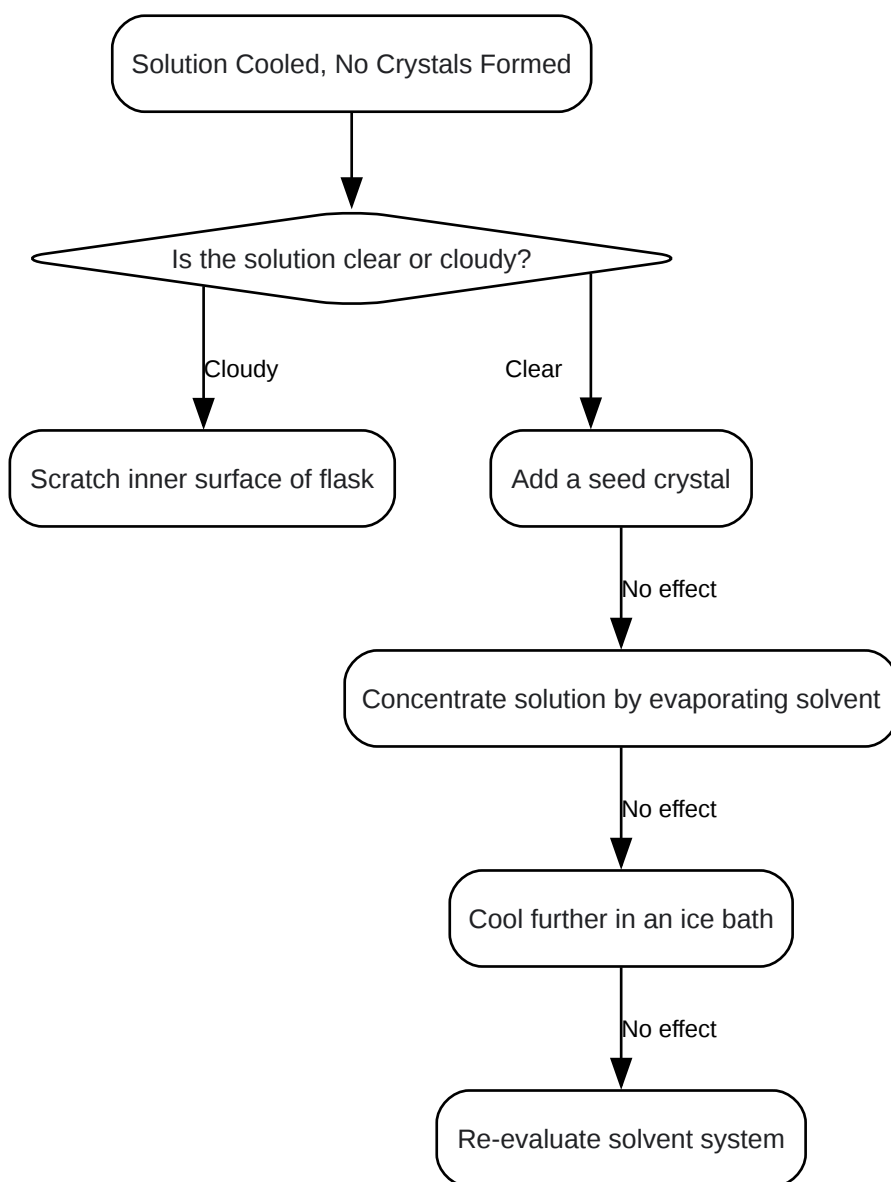 Solution Cooled, No Crystals Formed
Is the solution clear or cloudy?
Cloudy
Clear
Scratch inner surface of flask
Add a seed crystal
No effect
Concentrate solution by evaporating solvent
No effect
Cool further in an ice bath
No effect
Re-evaluate solvent system